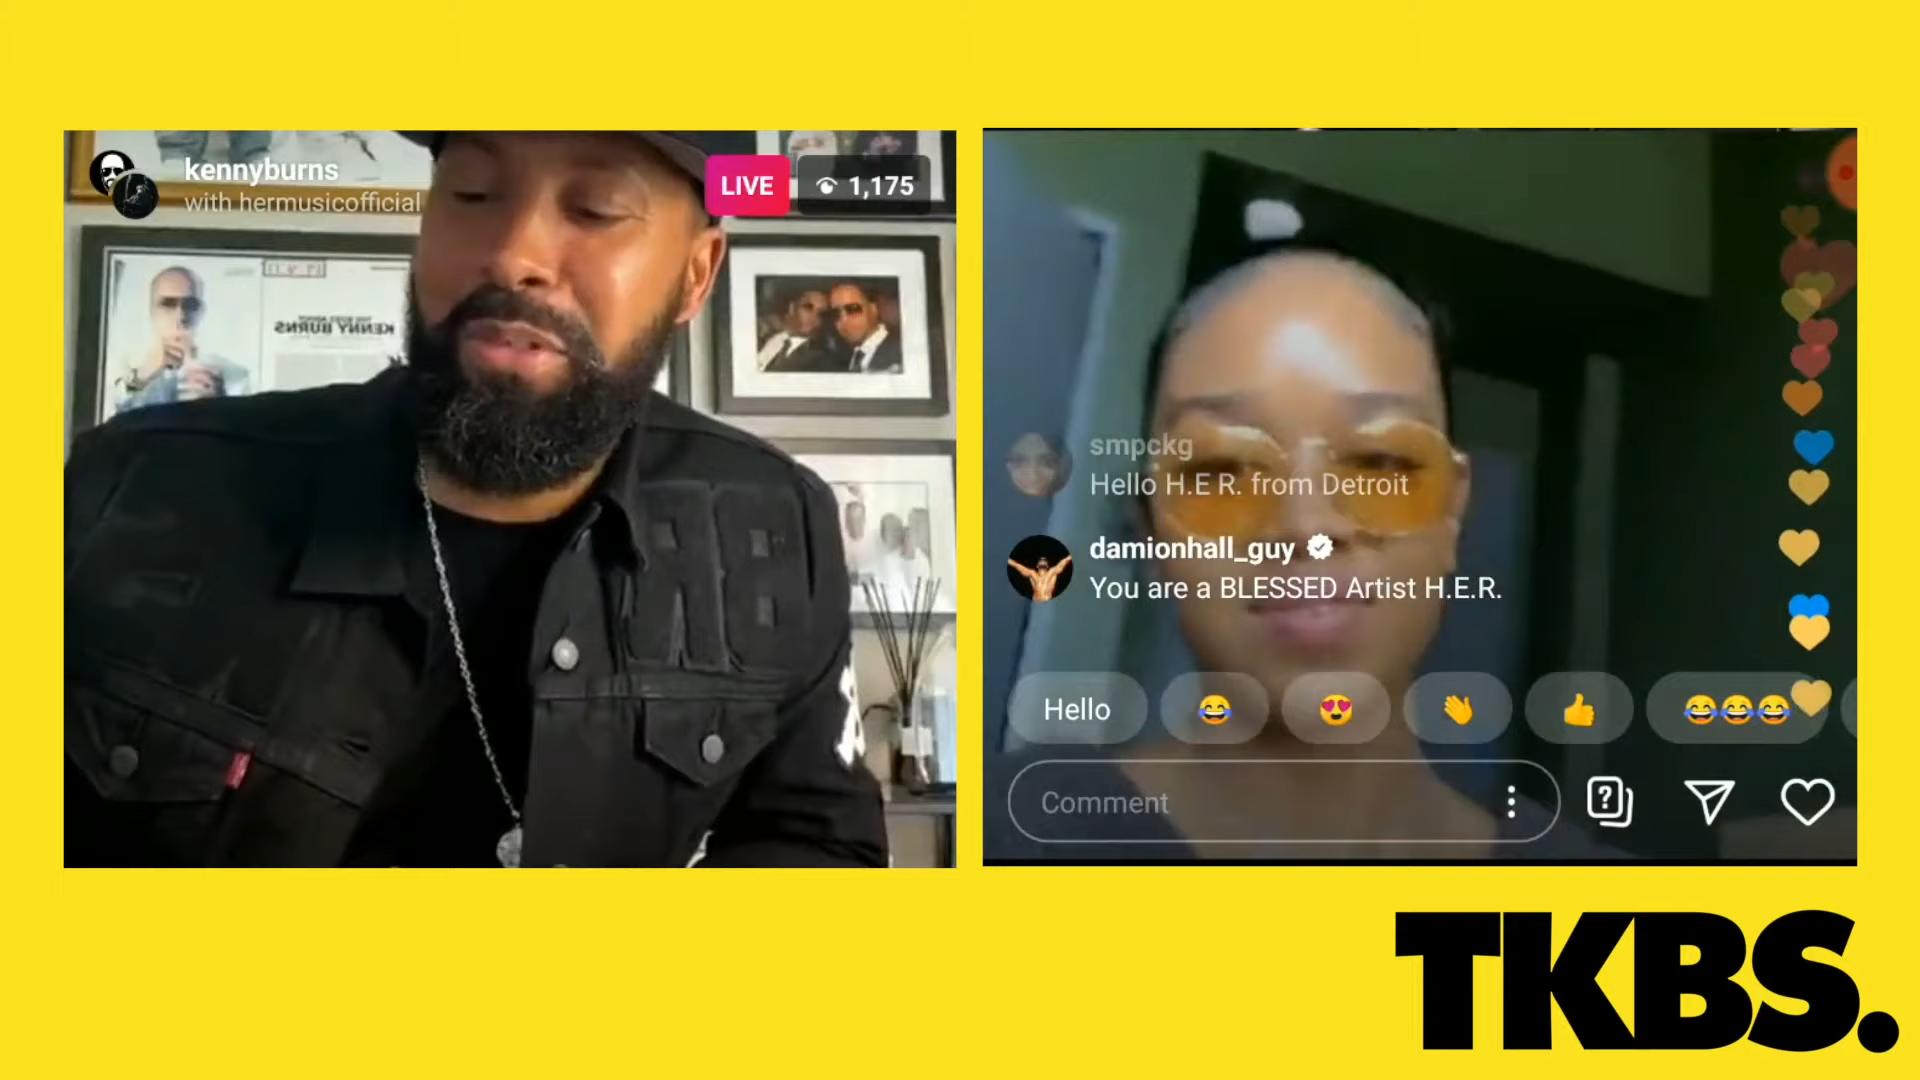 kennyburns
with hermusicofficial
LIVE
1,175
KENNY BURNS
smpckg
Hello H.E R. from Detroit
damionhall_guy
You are a BLESSED Artist H.E.R.
Hello
Comment
TKBS.